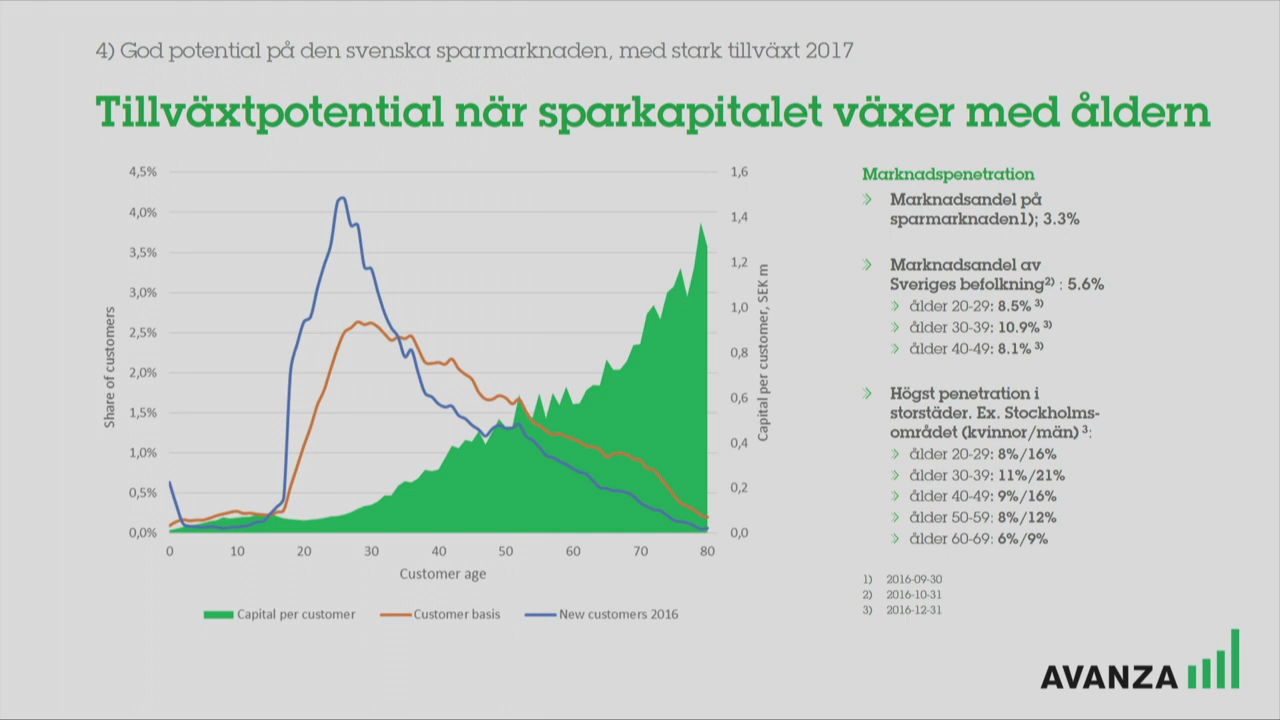 4) God potential på den svenska sparmarknaden, med stark tillväxt 2017
Tillväxtpotential när sparkapitalet växer med åldern
4,5%
4,0%
3,5%
3,0%
2,5%
2,0%
1,5%
1,0%
0,5%
0,0%
Share of customers
1,6
1,4
1,2
1,0
0,8
0,6
0,4
0,2
0,0
Capital per customer, SEK m
0 10 20 30 40 50 60 70 80
Customer age
Capital per customer
Customer basis
New customers 2016
Marknadspenetration
Marknadsandel på
sparmarknaden1); 3.3%
Marknadsandel av
Sveriges befolkning2) : 5.6%
ålder 20-29: 8.5% 3)
ålder 30-39: 10.9% 3)
ålder 40-49: 8.1% 3)
Högst penetration i
storstäder. Ex. Stockholms-
området (kvinnor/män) 3:
ålder 20-29: 8%/16%
ålder 30-39: 11%/21%
ålder 40-49: 9%/16%
ålder 50-59: 8%/12%
ålder 60-69: 6%/9%
1) 2016-09-30
2) 2016-10-31
3) 2016-12-31
AVANZA